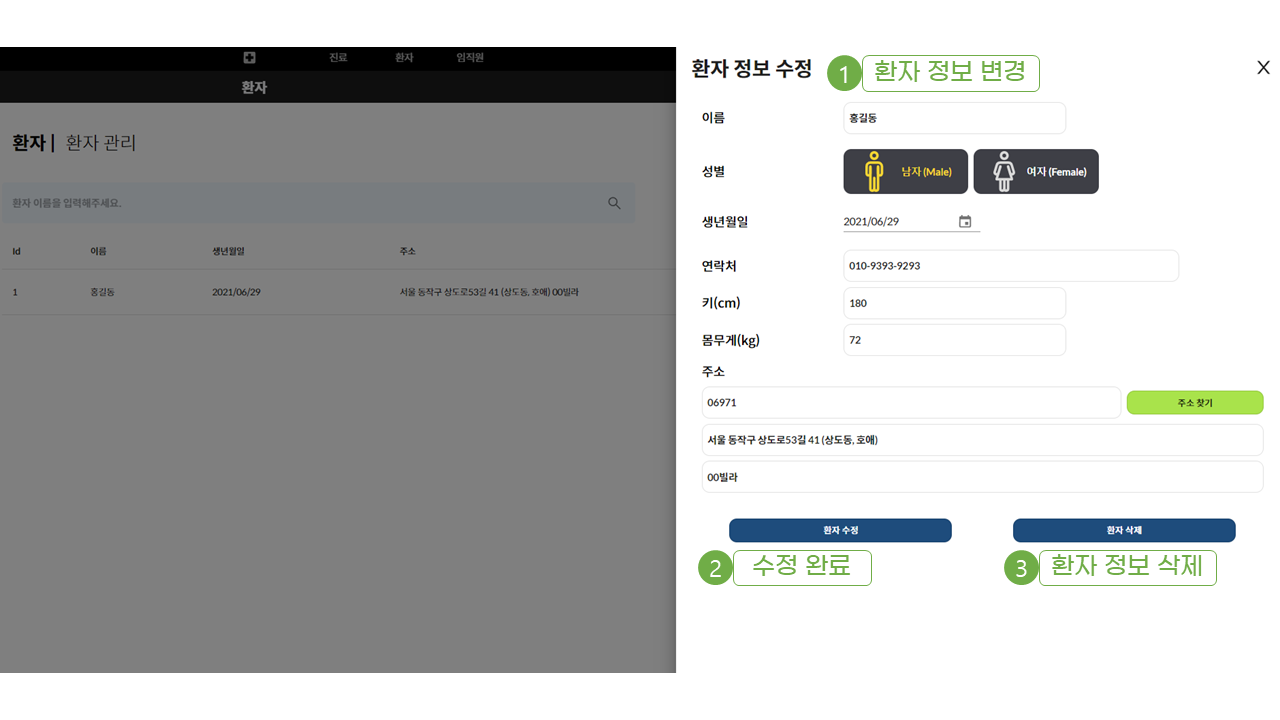 진료 환자 임직원
환자
환자 | 환자 관리
환자 이름을 입력해주세요.
Id 이름 생년월일 주소
1 홍길동 2021/06/29 서울 동작구 상도로53길 41 (상도동, 호애) 00빌라
환자 정보 수정 1 환자 정보 변경 X
이름 홍길동
성별 남자 (Male) 여자 (Female)
생년월일 2021/06/29
연락처 010-9393-9293
키(cm) 180
몸무게(kg) 72
주소
06971 주소 찾기
서울 동작구 상도로53길 41 (상도동, 호애)
00빌라
환자 수정 환자 삭제
2 수정 완료 3 환자 정보 삭제